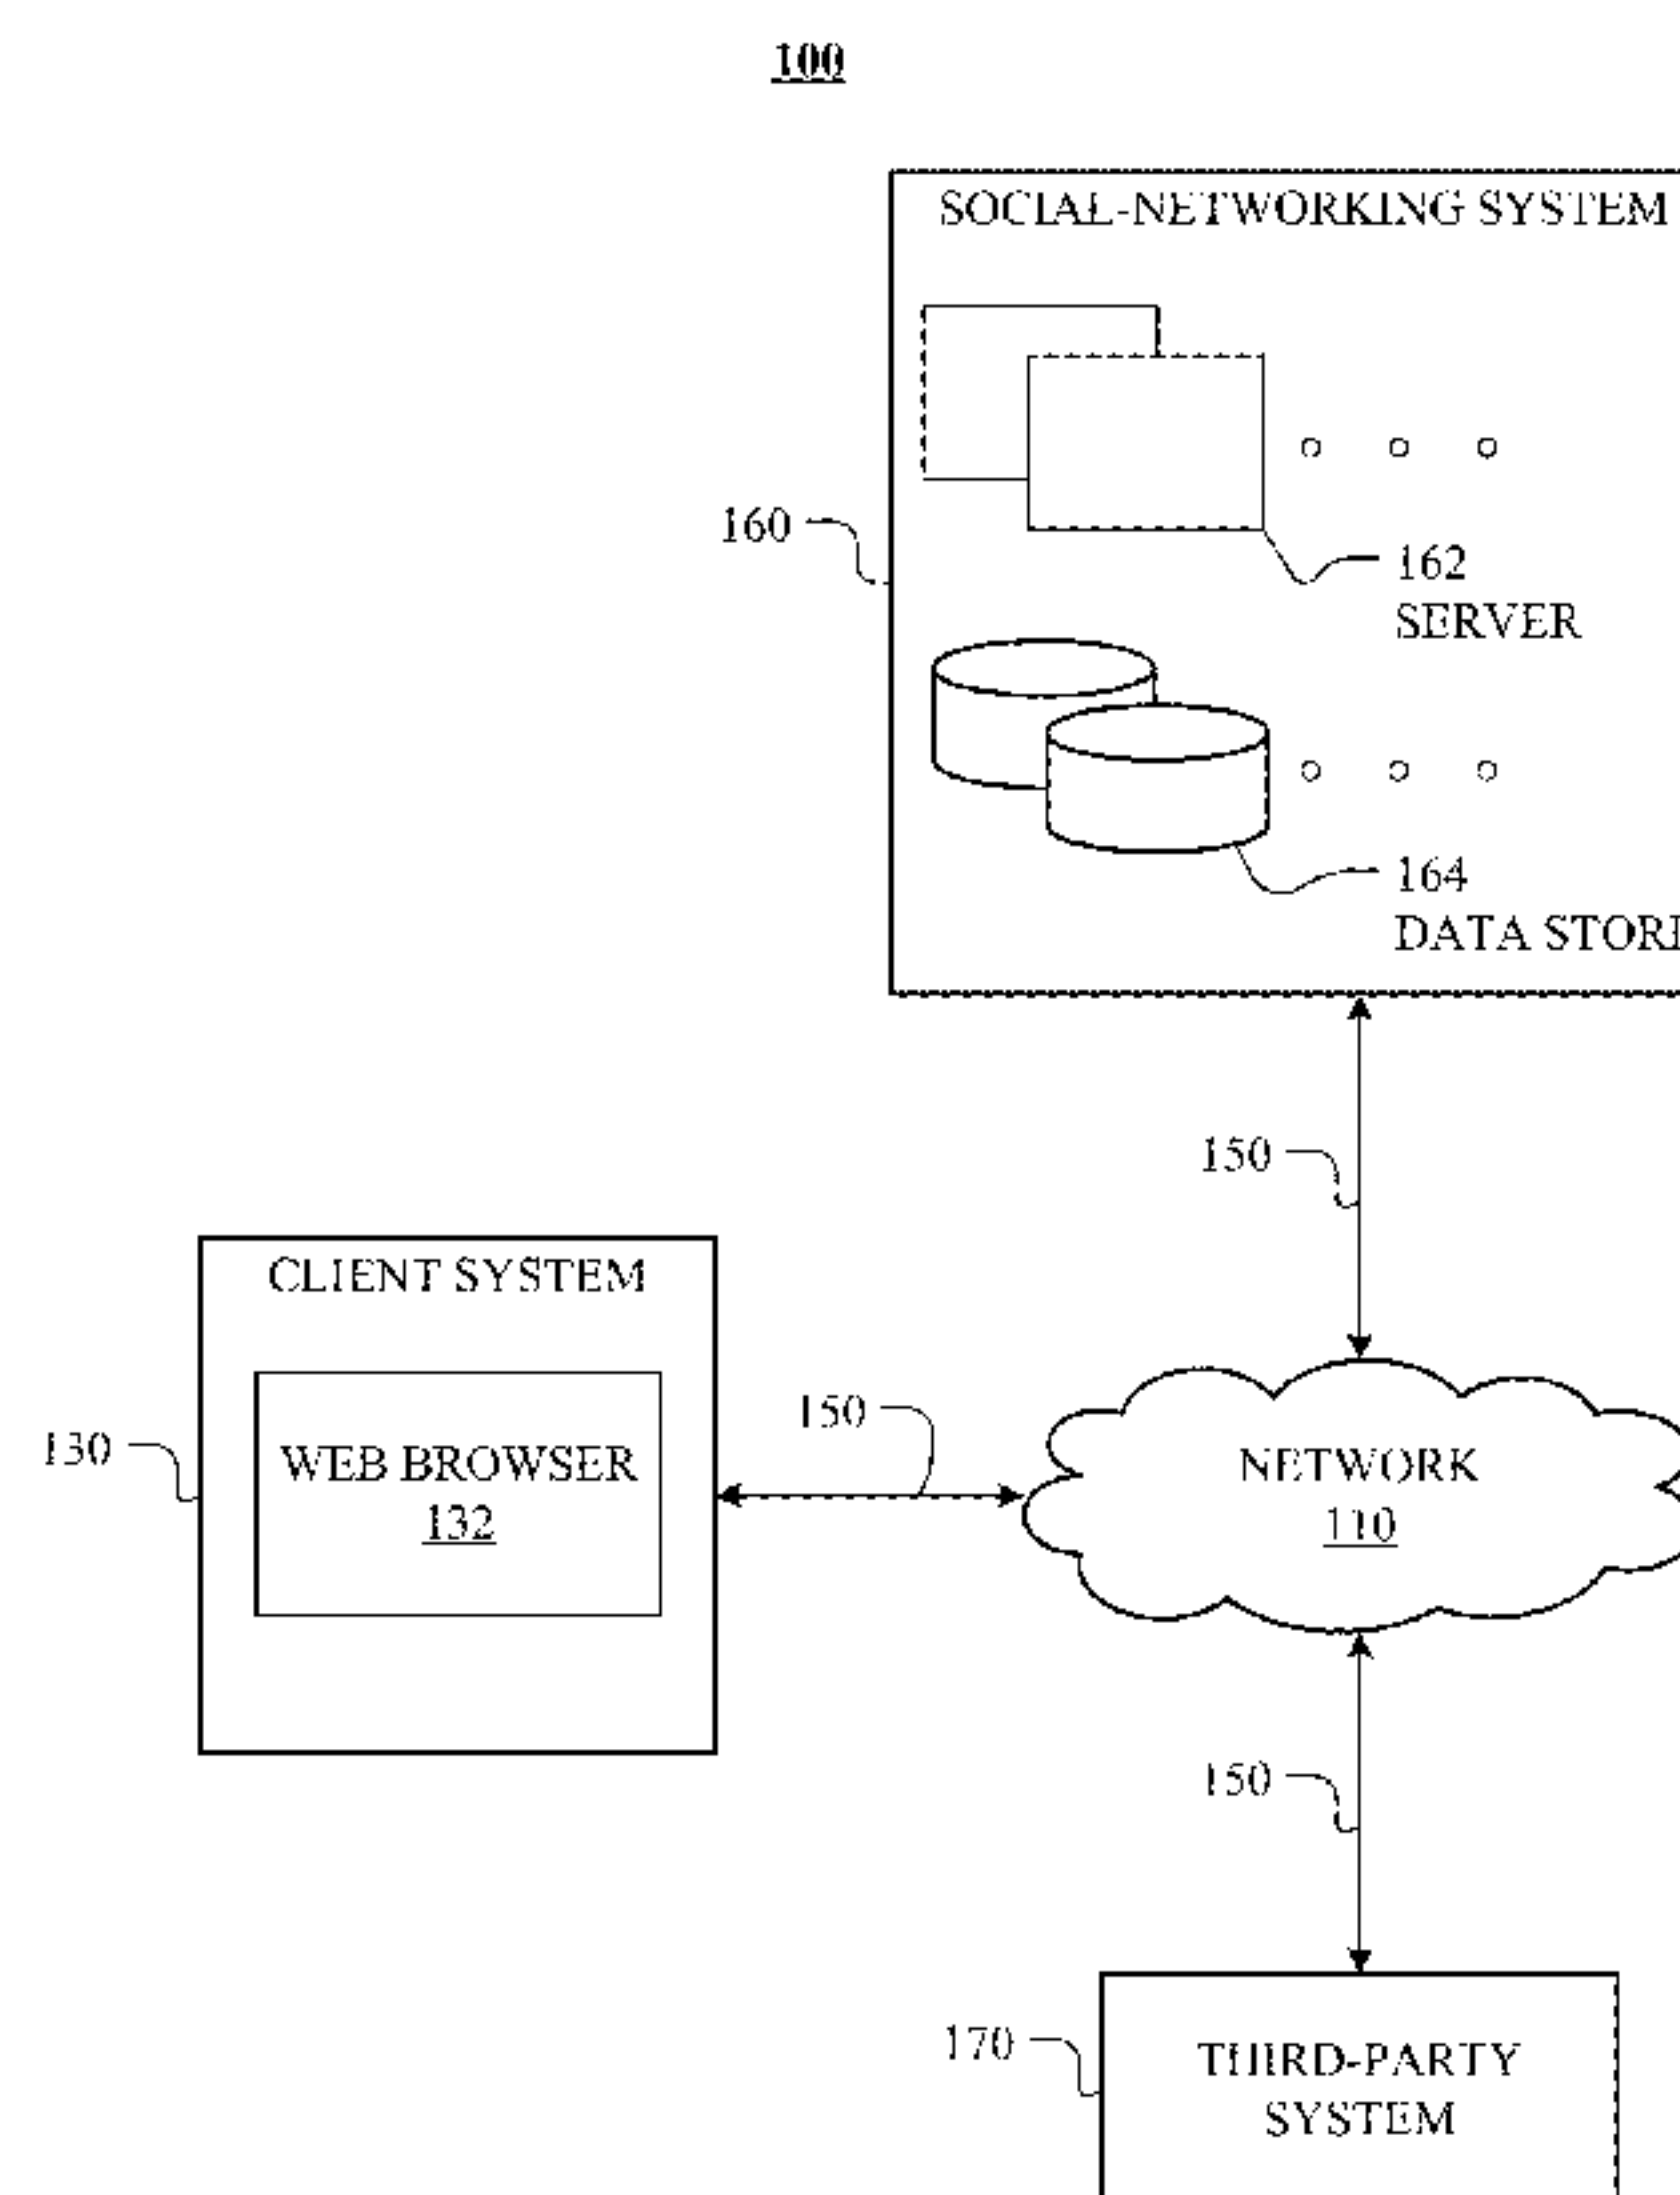 100
SOCIAL-NETWORKING SYSTEM
160
162
SERVER
164
DATA
150
CLIENT SYSTEM
130
WEB BROWSER
132
150
NETWORK
110
150
170
THIRD-PARTY
SYSTEM